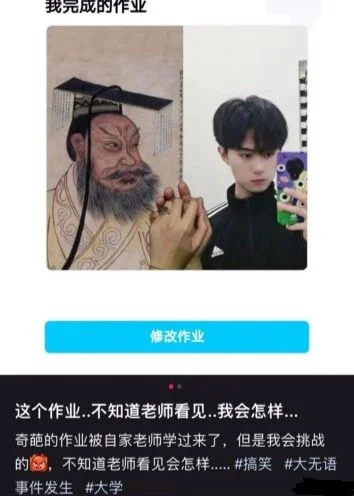 我完成的作业
修改作业
这个作业..不知道老师看见..我会怎样...
奇葩的作业被自家老师学过来了，但是我会挑战
的👹，不知道老师看见会怎样..... #搞笑 #大无语
事件发生 #大学